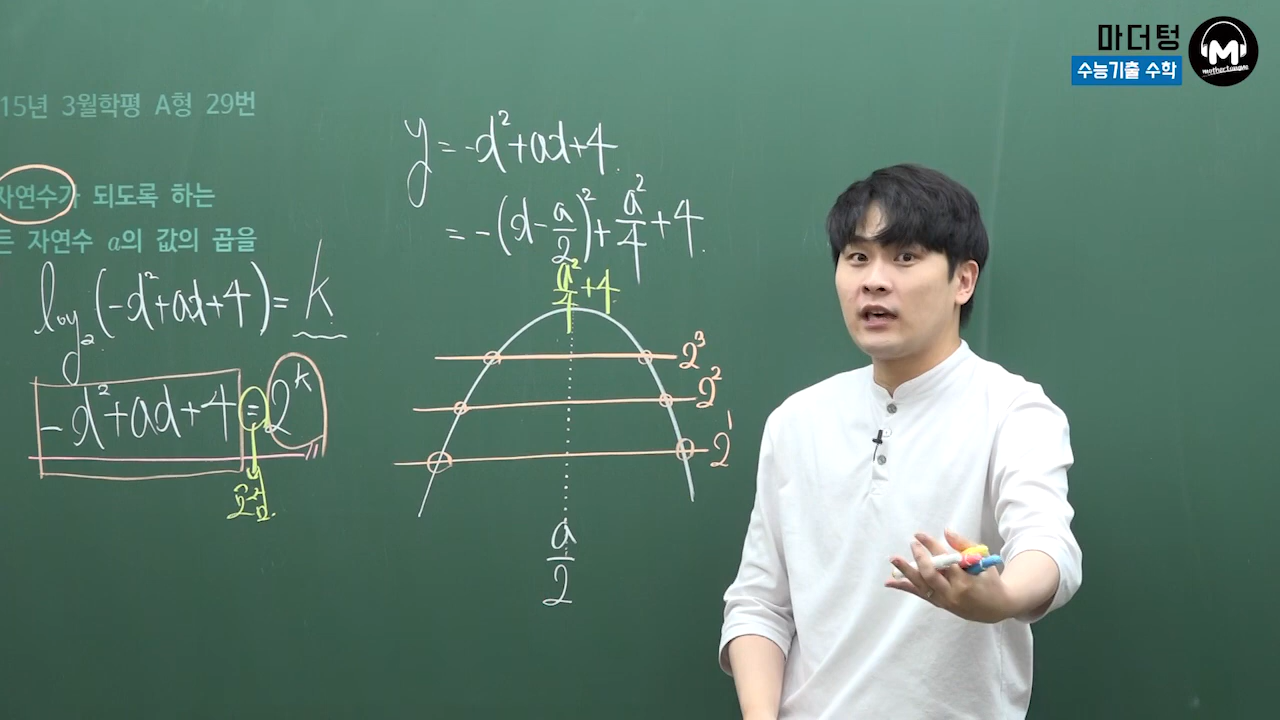 마더텅
수능기출 수학
M
mothertongue
15년 3월학평 A형 29번
자연수가 되도록 하는
든 자연수 a의 값의 곱을
log₂(-x²+ax+4)=k
-x²+ax+4=2ᵏ
교점.
y=-x²+ax+4.
=-(x-a/2)²+a²/4+4.
a²/4+4
2³
2²
2¹
a/2